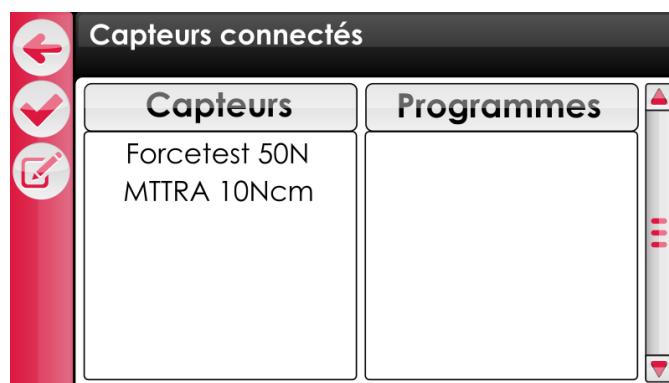 Capteurs connectés
Capteurs
Programmes
Forcetest 50N
MTTRA 10Ncm